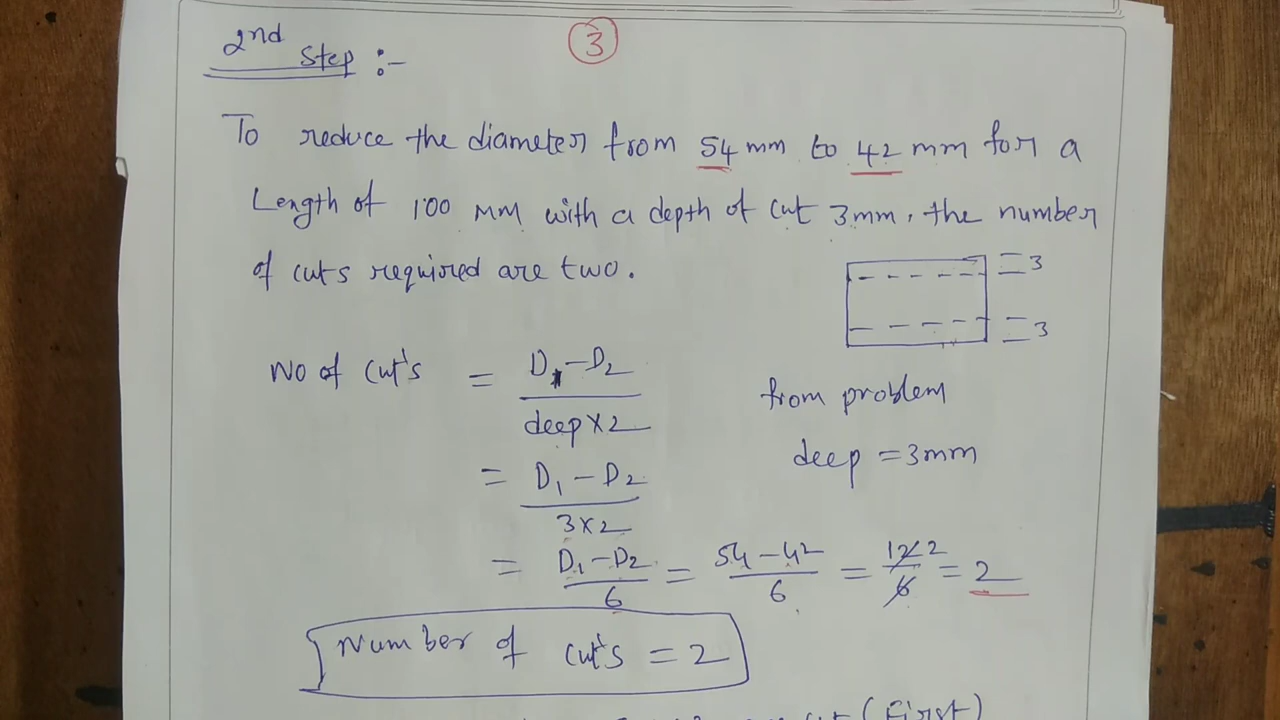 3
2nd Step :-
To reduce the diameter from 54 mm to 42 mm for a
Length of 100 MM with a depth of cut 3mm, the number
of cuts required are two.
3
3
No of cut's = D1-D2 / deep×2
from problem
deep = 3mm
= D1 - D2 / 3×2
= D1-D2 / 6 = 54-42 / 6 = 12 2 / 6 = 2
Number of cut's = 2
cut (First)